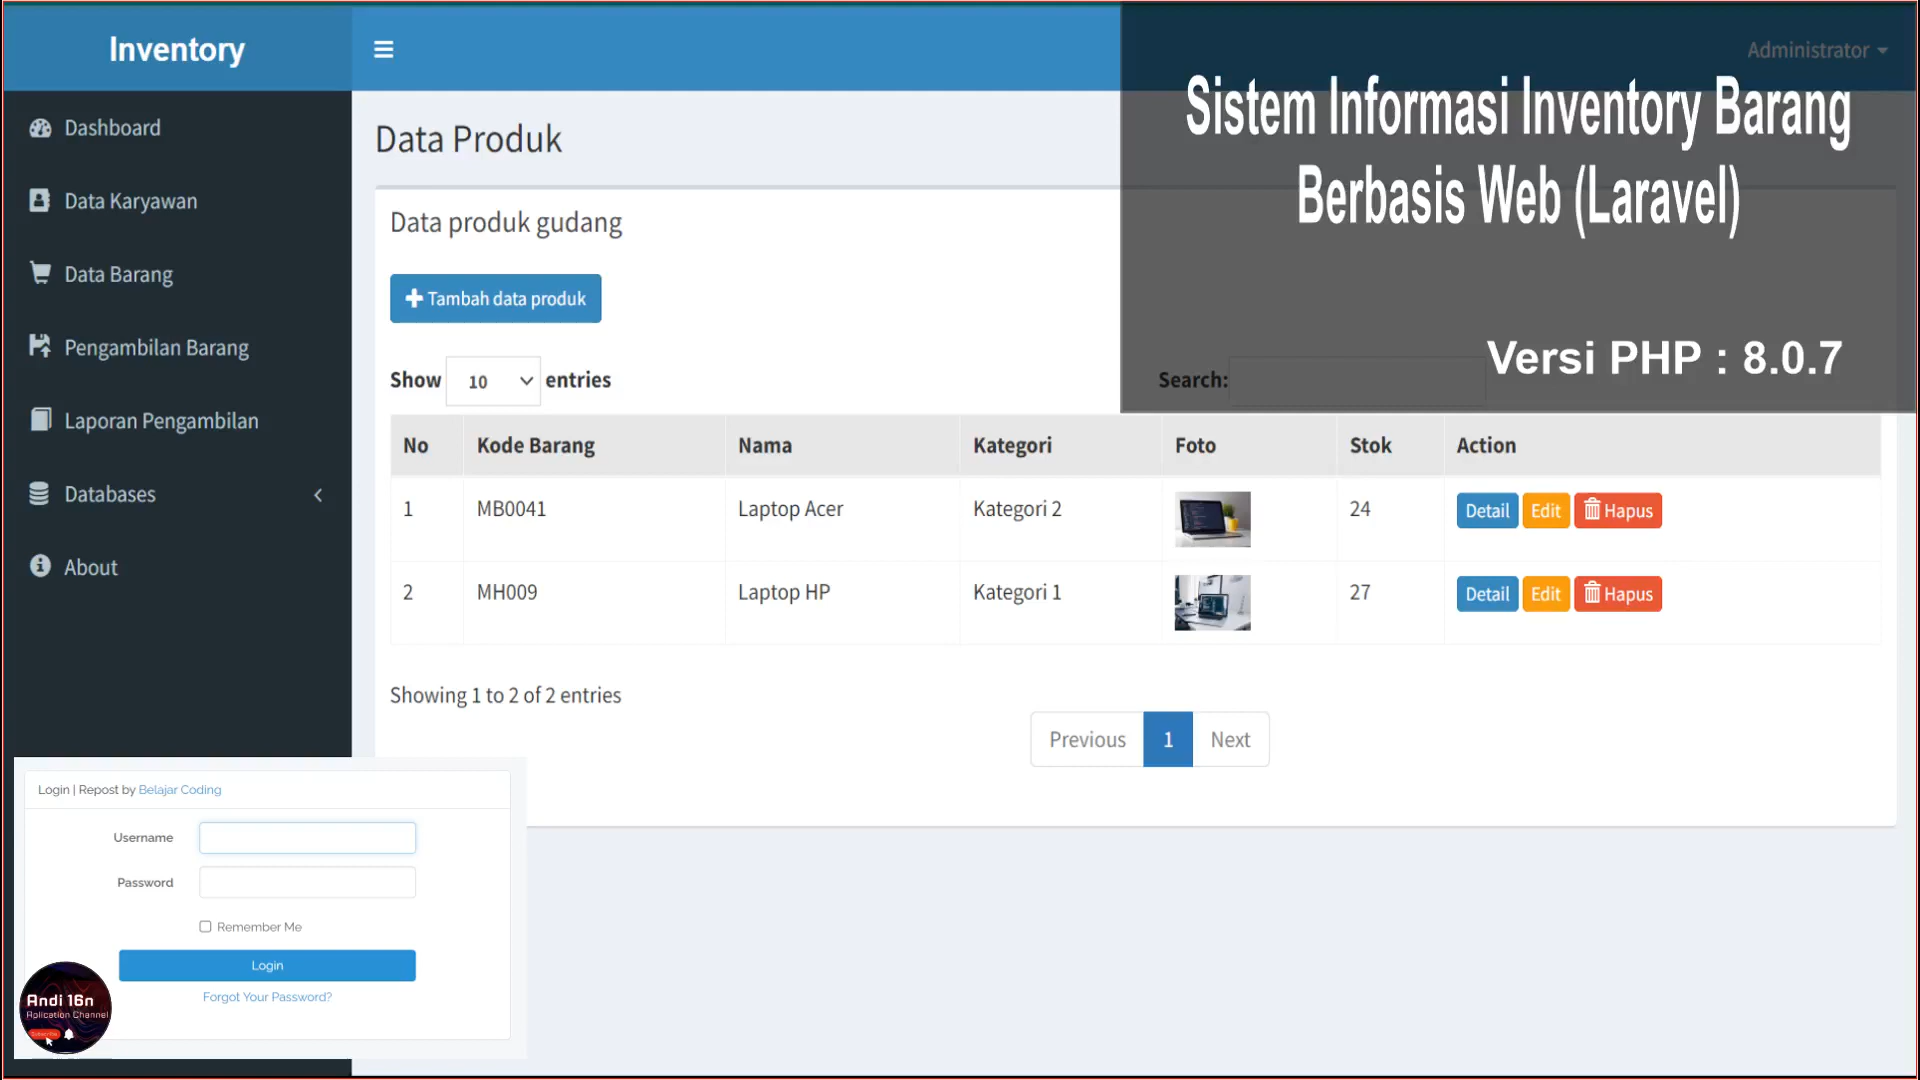 Inventory
Administrator
Sistem Informasi Inventory Barang
Berbasis Web (Laravel)
Versi PHP : 8.0.7
Dashboard
Data Karyawan
Data Barang
Pengambilan Barang
Laporan Pengambilan
Databases
About
Data Produk
Data produk gudang
Tambah data produk
Show 10 entries
Search:
No Kode Barang Nama Kategori Foto Stok Action
1 MB0041 Laptop Acer Kategori 2 24 Detail Edit Hapus
2 MH009 Laptop HP Kategori 1 27 Detail Edit Hapus
Showing 1 to 2 of 2 entries
Previous 1 Next
Login | Repost by Belajar Coding
Username
Password
Remember Me
Login
Forgot Your Password?
Andi 16n
Aplication Channel